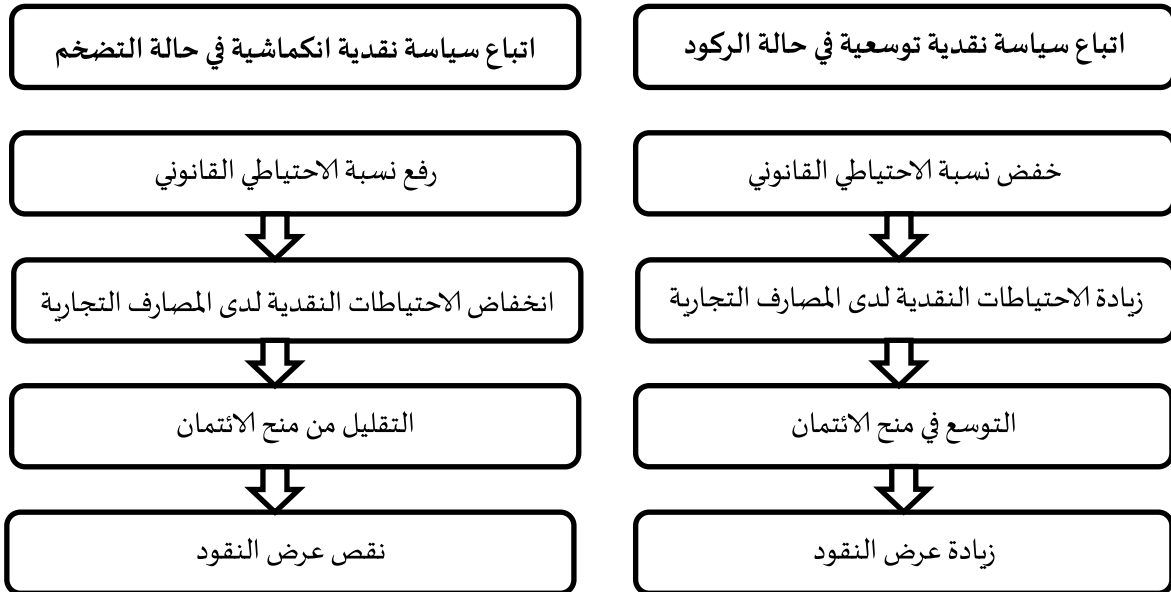 اتباع سياسة نقدية توسعية في حالة الركود
خفض نسبة الاحتياطي القانوني
زيادة الاحتياطات النقدية لدى المصارف التجارية
التوسع في منح الائتمان
زيادة عرض النقود
اتباع سياسة نقدية انكماشية في حالة التضخم
رفع نسبة الاحتياطي القانوني
انخفاض الاحتياطات النقدية لدى المصارف التجارية
التقليل من منح الائتمان
نقص عرض النقود